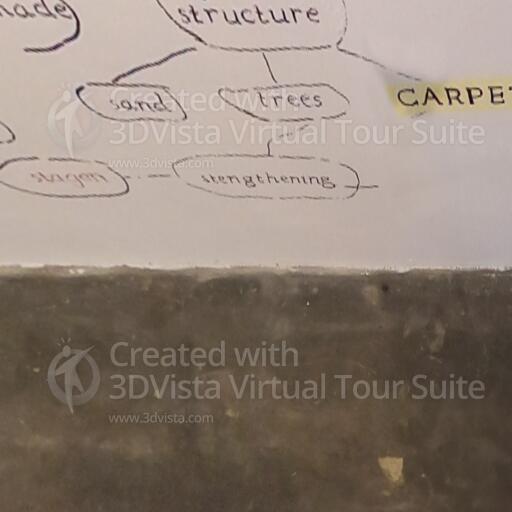 made
structure
sand
trees
CARPE
stagen
stengthening
Created with
3DVista Virtual Tour Suite
www.3dvista.com
Created with
3DVista Virtual Tour Suite
www.3dvista.com